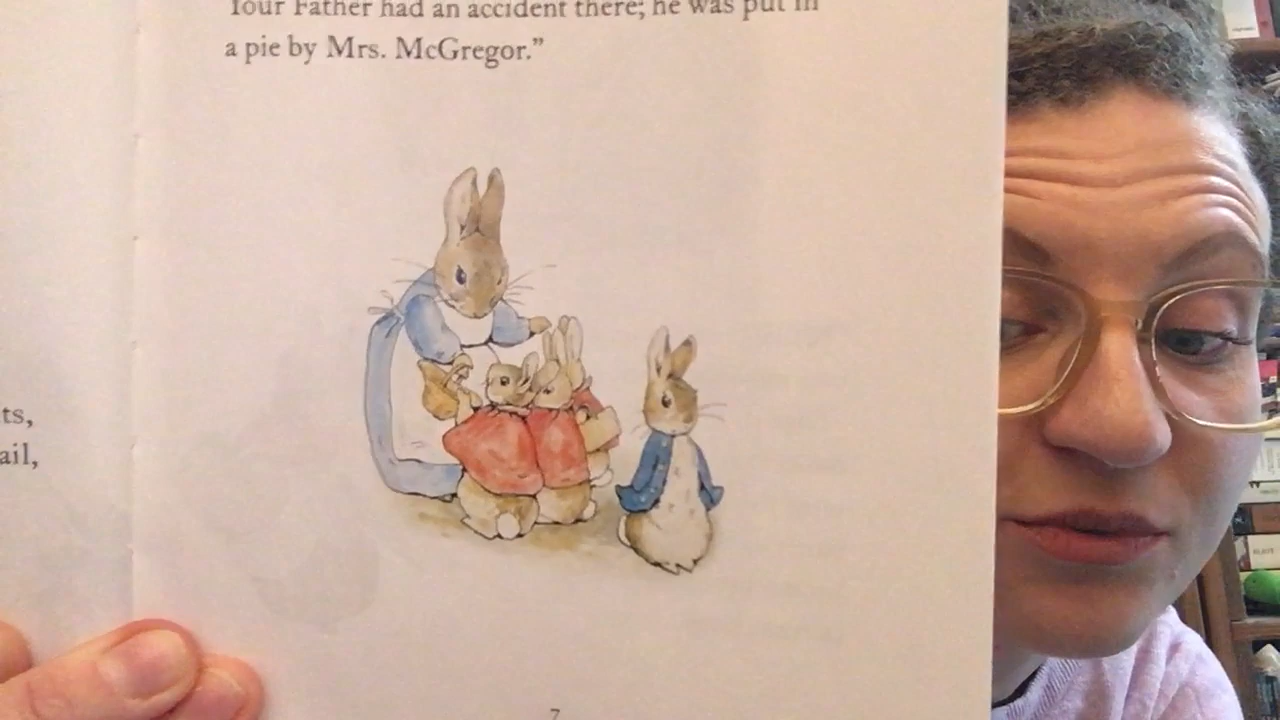 ts,
ail,
Your Father had an accident there; he was put in
a pie by Mrs. McGregor.”
7